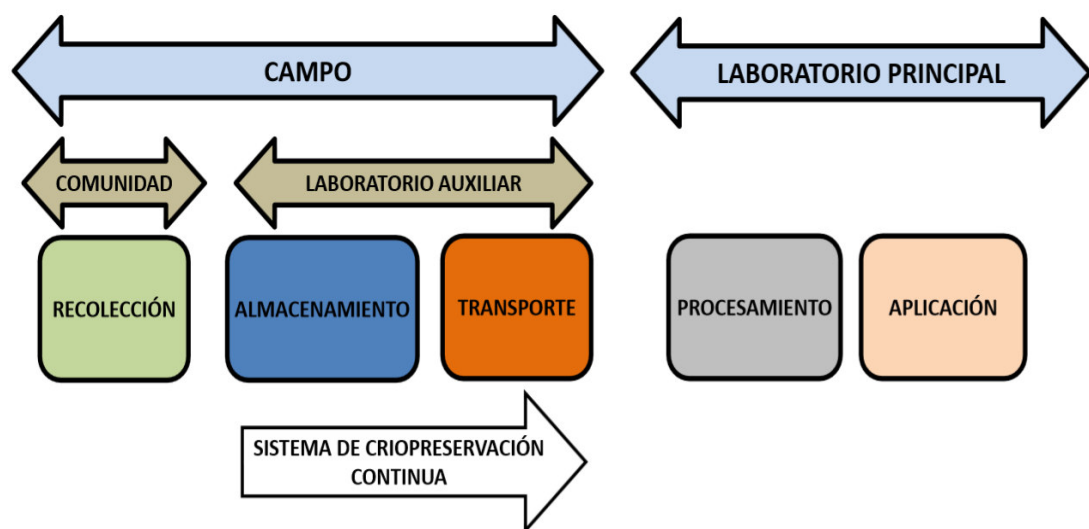 CAMPO
LABORATORIO PRINCIPAL
COMUNIDAD
LABORATORIO AUXILIAR
RECOLECCIÓN
ALMACENAMIENTO
TRANSPORTE
PROCESAMIENTO
APLICACIÓN
SISTEMA DE CRIOPRESERVACIÓN
CONTINUA